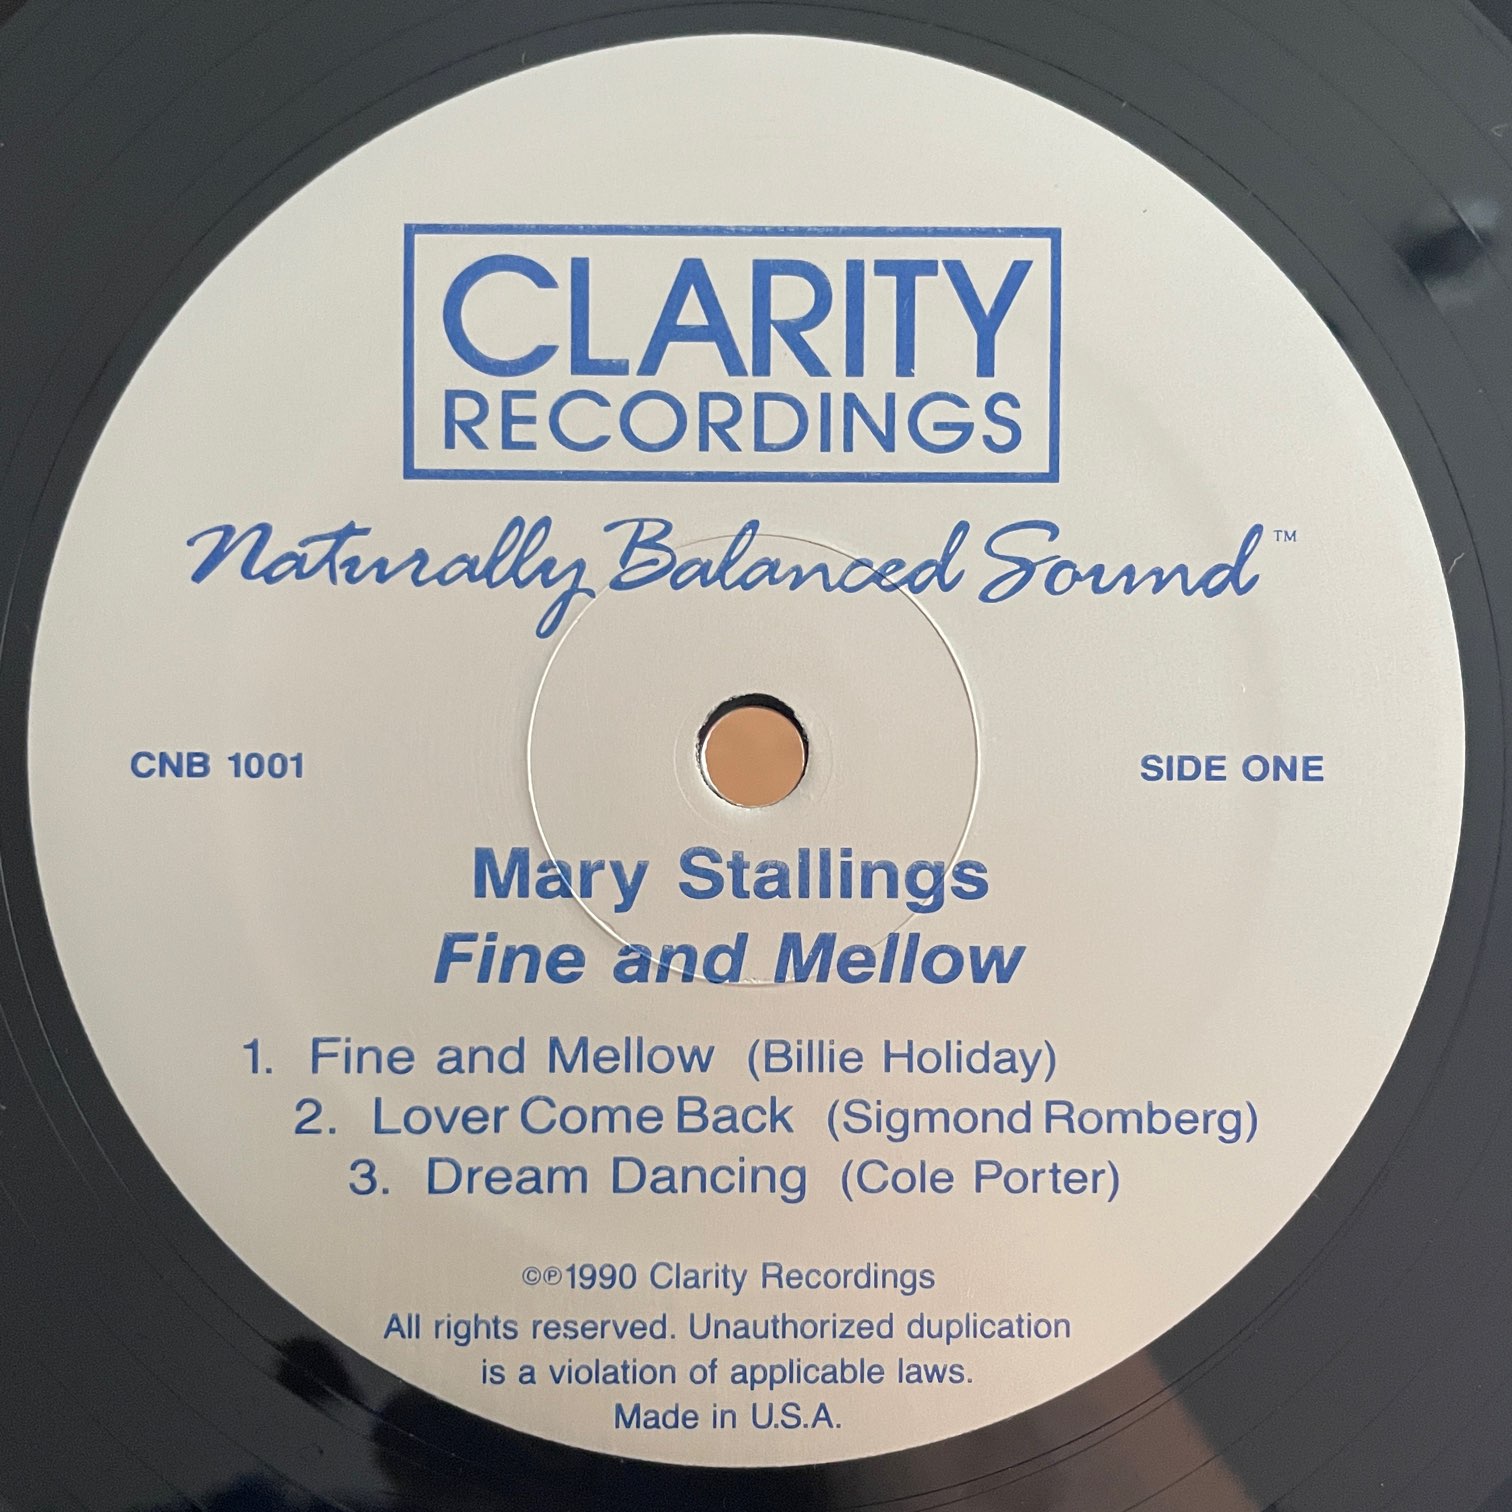 CLARITY
RECORDINGS
Naturally Balanced Sound™
CNB 1001
SIDE ONE
Mary Stallings
Fine and Mellow
1. Fine and Mellow (Billie Holiday)
2. Lover Come Back (Sigmond Romberg)
3. Dream Dancing (Cole Porter)
©℗1990 Clarity Recordings
All rights reserved. Unauthorized duplication
is a violation of applicable laws.
Made in U.S.A.